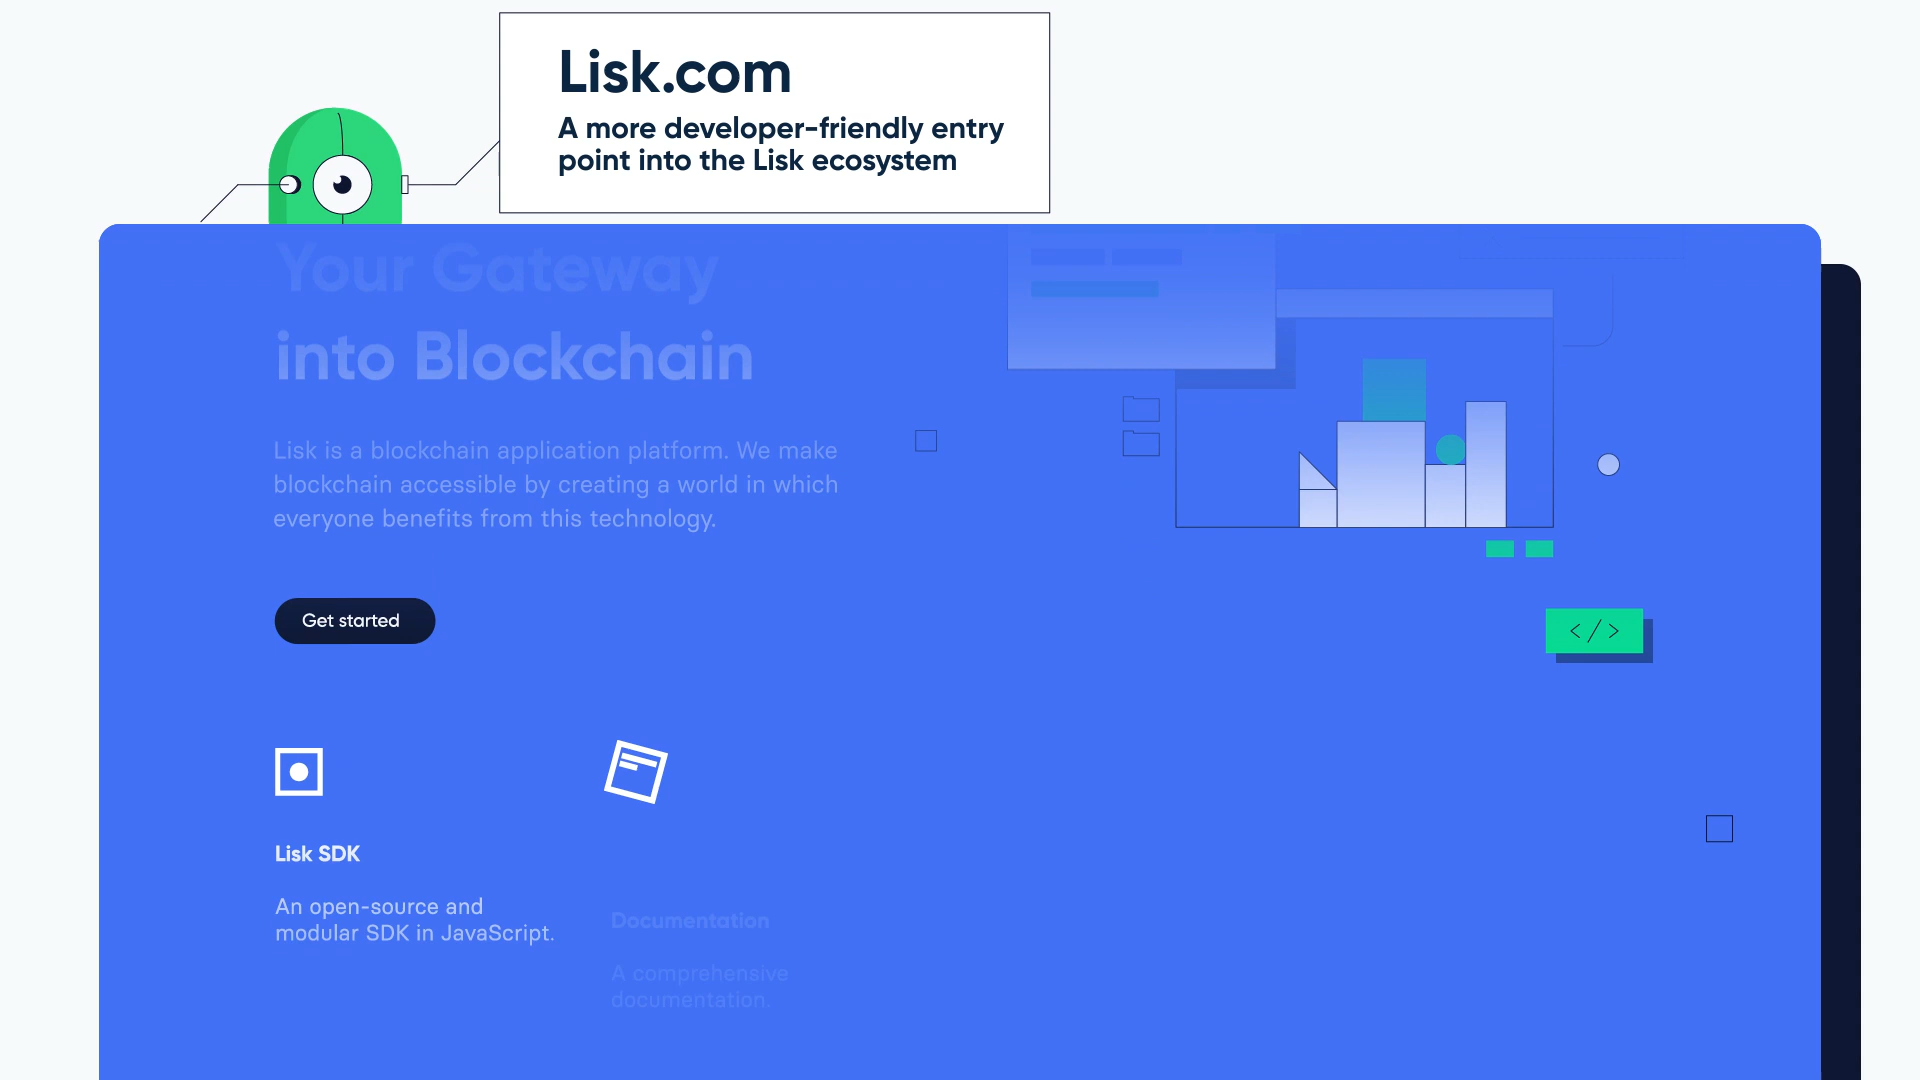 Lisk.com
A more developer-friendly entry
point into the Lisk ecosystem
Your Gateway
into Blockchain
Lisk is a blockchain application platform. We make
blockchain accessible by creating a world in which
everyone benefits from this technology.
Get started
</>
Lisk SDK
An open-source and
modular SDK in JavaScript.
Documentation
A comprehensive
documentation.